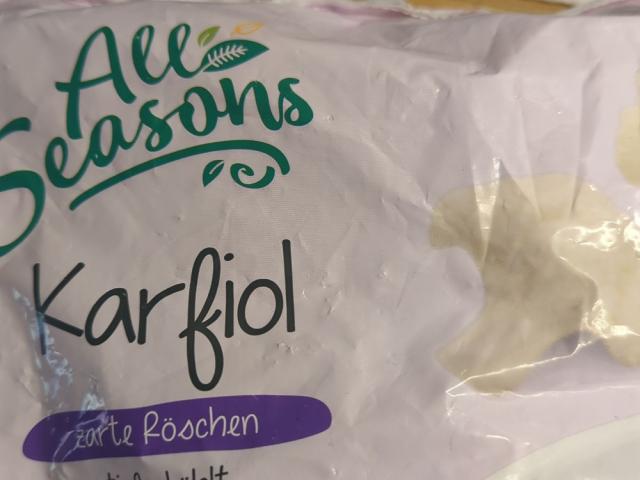 All
Seasons
Karfiol
zarte Röschen